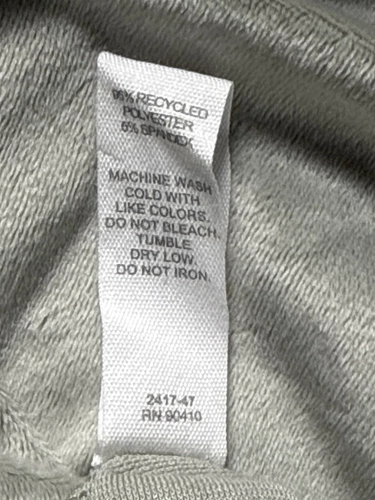 95% RECYCLED
POLYESTER
5% SPANDEX
MACHINE WASH
COLD WITH
LIKE COLORS.
DO NOT BLEACH.
TUMBLE
DRY LOW.
DO NOT IRON.
2417-47
RN 90410